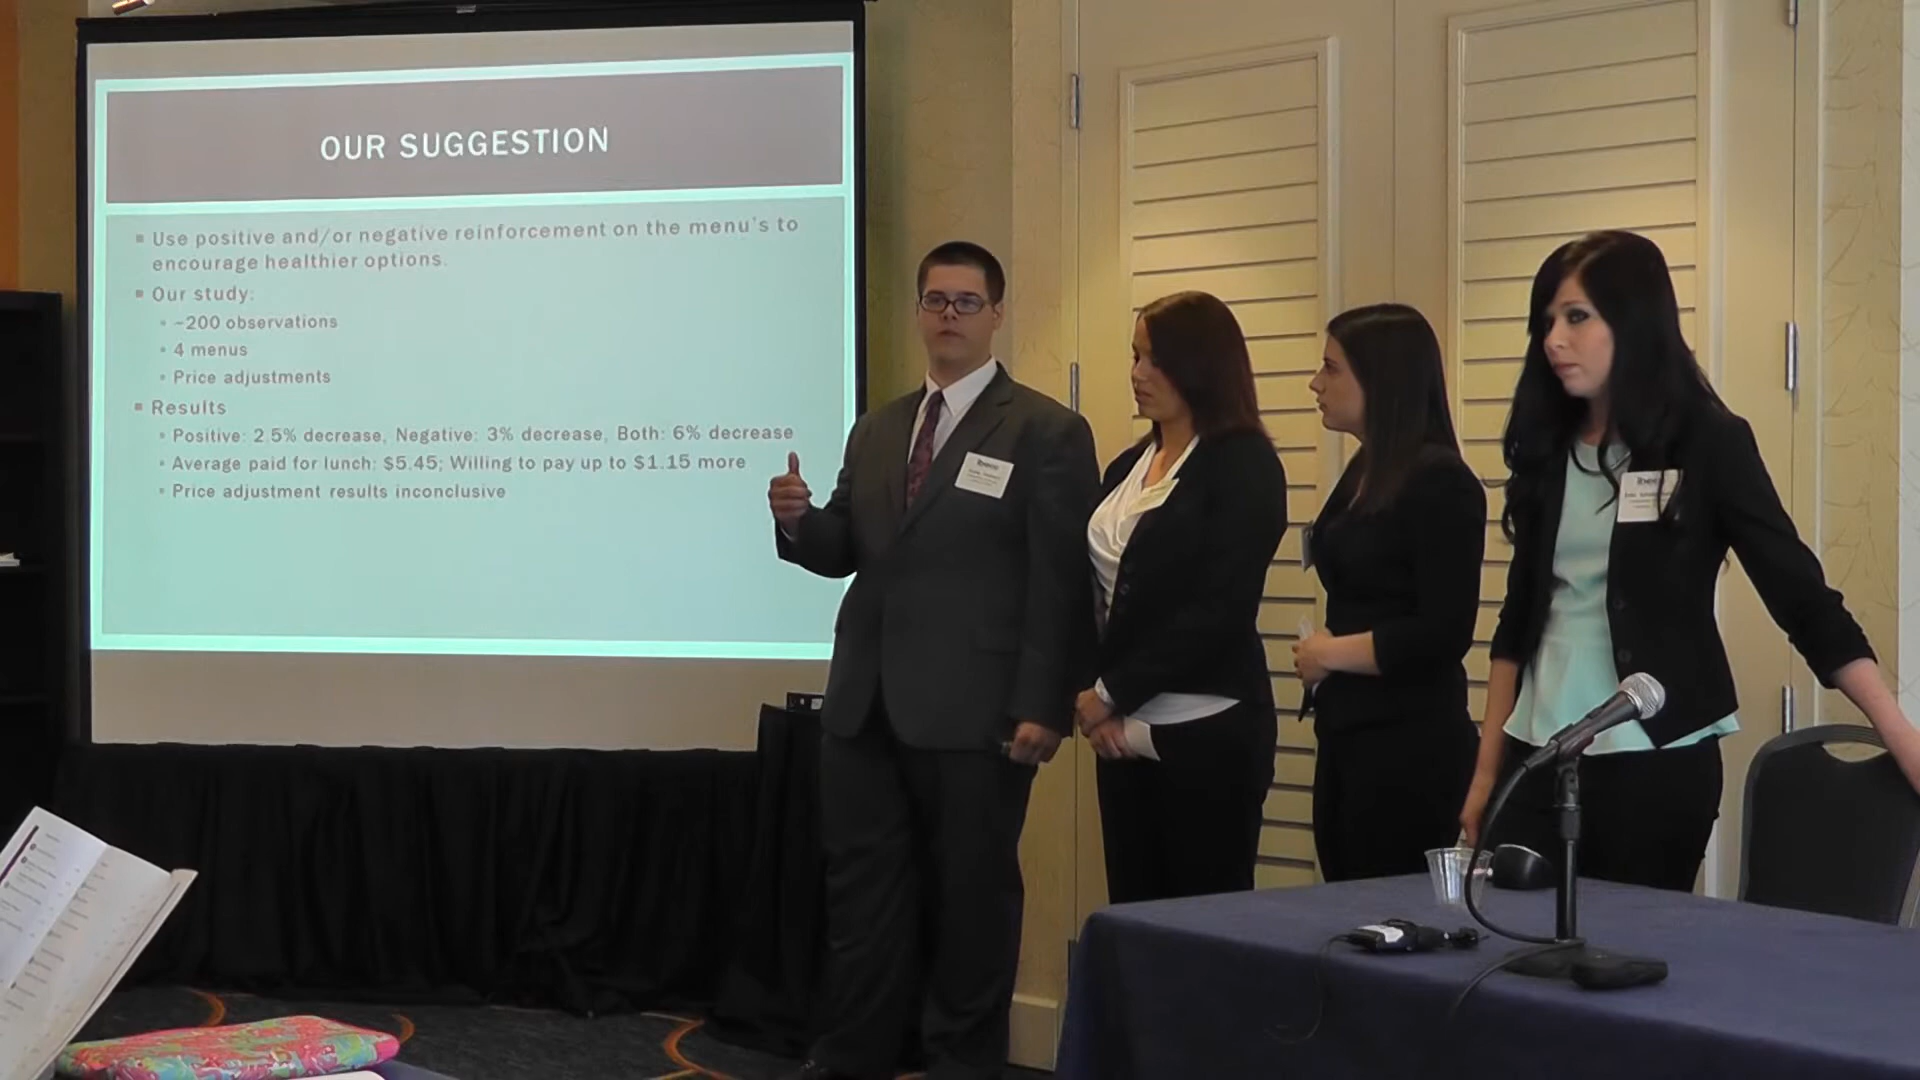 OUR SUGGESTION
Use positive and/or negative reinforcement on the menu's to
encourage healthier options.
Our study:
~200 observations
4 menus
Price adjustments
Results
Positive: 2.5% decrease, Negative: 3% decrease, Both: 6% decrease
Average paid for lunch: $5.45; Willing to pay up to $1.15 more
Price adjustment results inconclusive